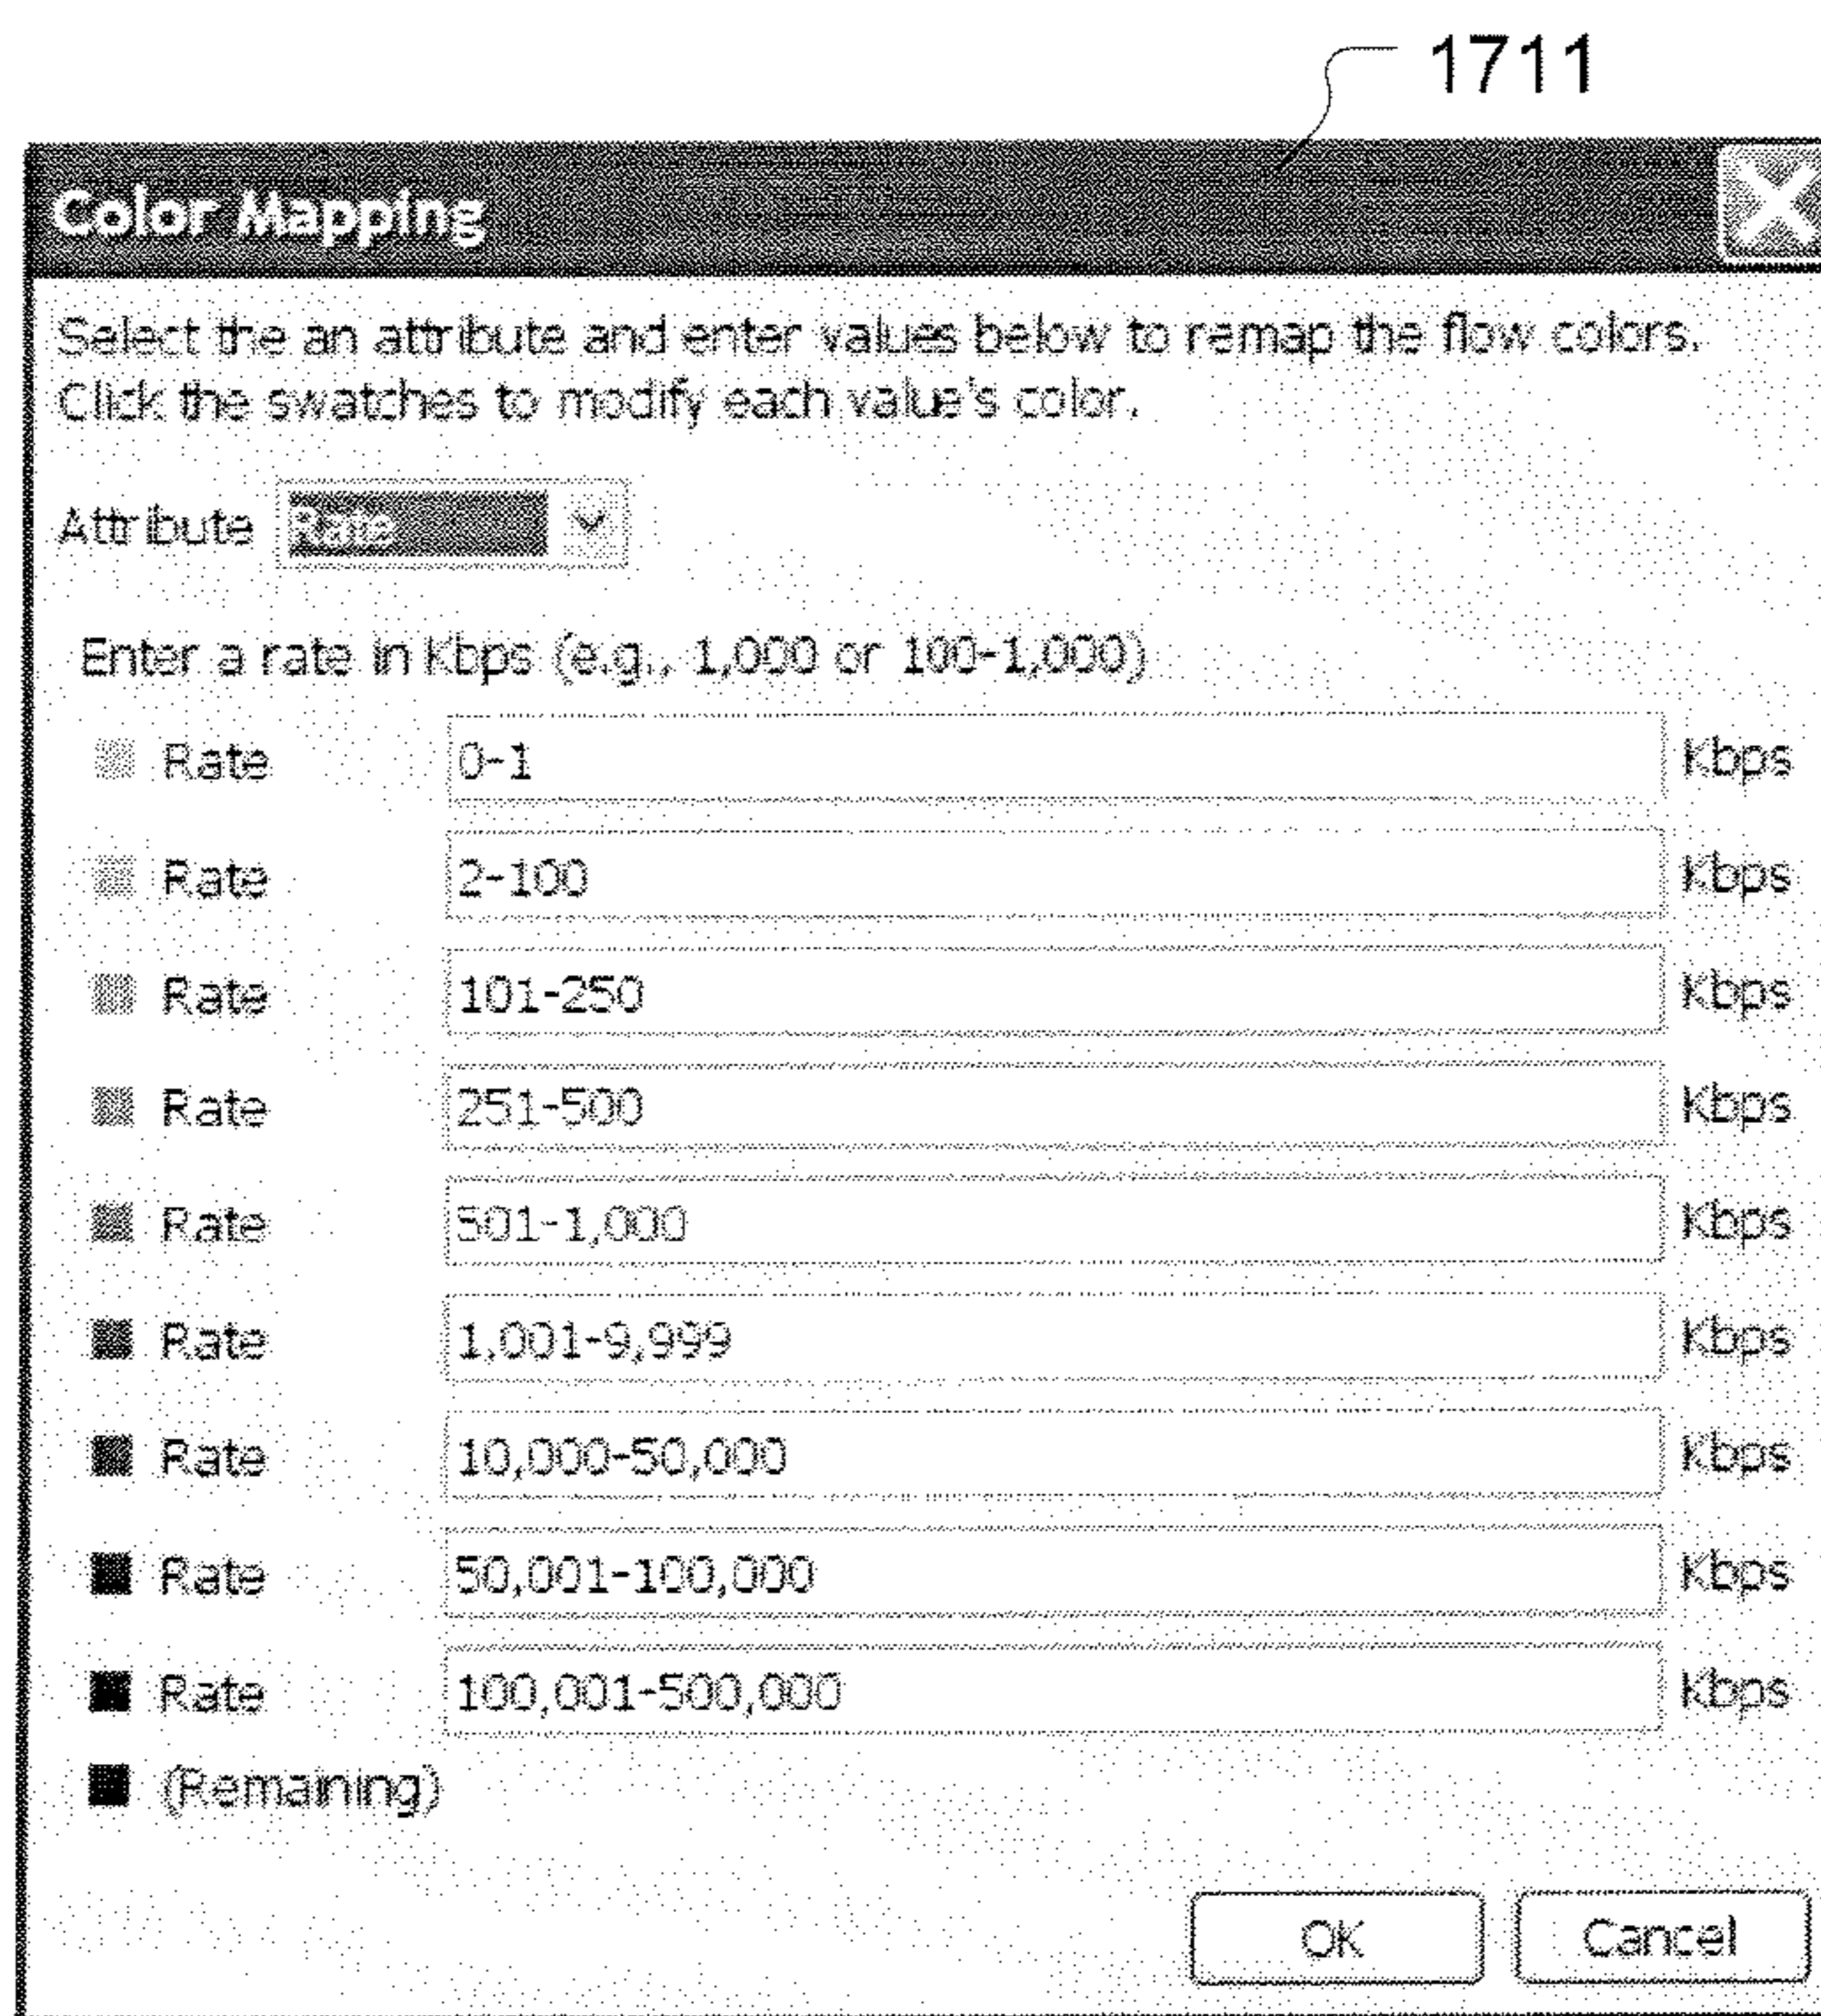 1711
Color Mapping
Select the an attribute and enter values below to remap the flow colors.
Click the swatches to modify each value's color.
Attribute Rate
Enter a rate in Kbps (e.g., 1,000 or 100-1,000)
Rate 0-1 Kbps
Rate 2-100 Kbps
Rate 101-250 Kbps
Rate 251-500 Kbps
Rate 501-1,000 Kbps
Rate 1,001-9,999 Kbps
Rate 10,000-50,000 Kbps
Rate 50,001-100,000 Kbps
Rate 100,001-500,000 Kbps
(Remaining)
OK Cancel